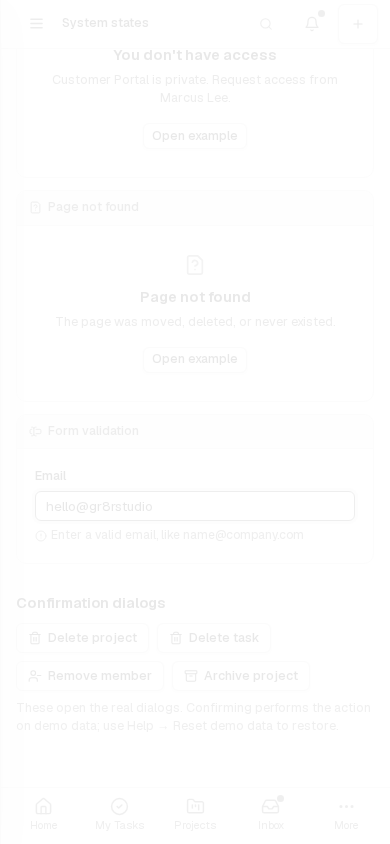 System states
You don't have access
Customer Portal is private. Request access from
Marcus Lee.
Open example
Page not found
Page not found
The page was moved, deleted, or never existed.
Open example
Form validation
Email
hello@gr8rstudio
Enter a valid email, like name@company.com
Confirmation dialogs
Delete project
Delete task
Remove member
Archive project
These open the real dialogs. Confirming performs the action
on demo data; use Help → Reset demo data to restore.
Home
My Tasks
Projects
Inbox
More